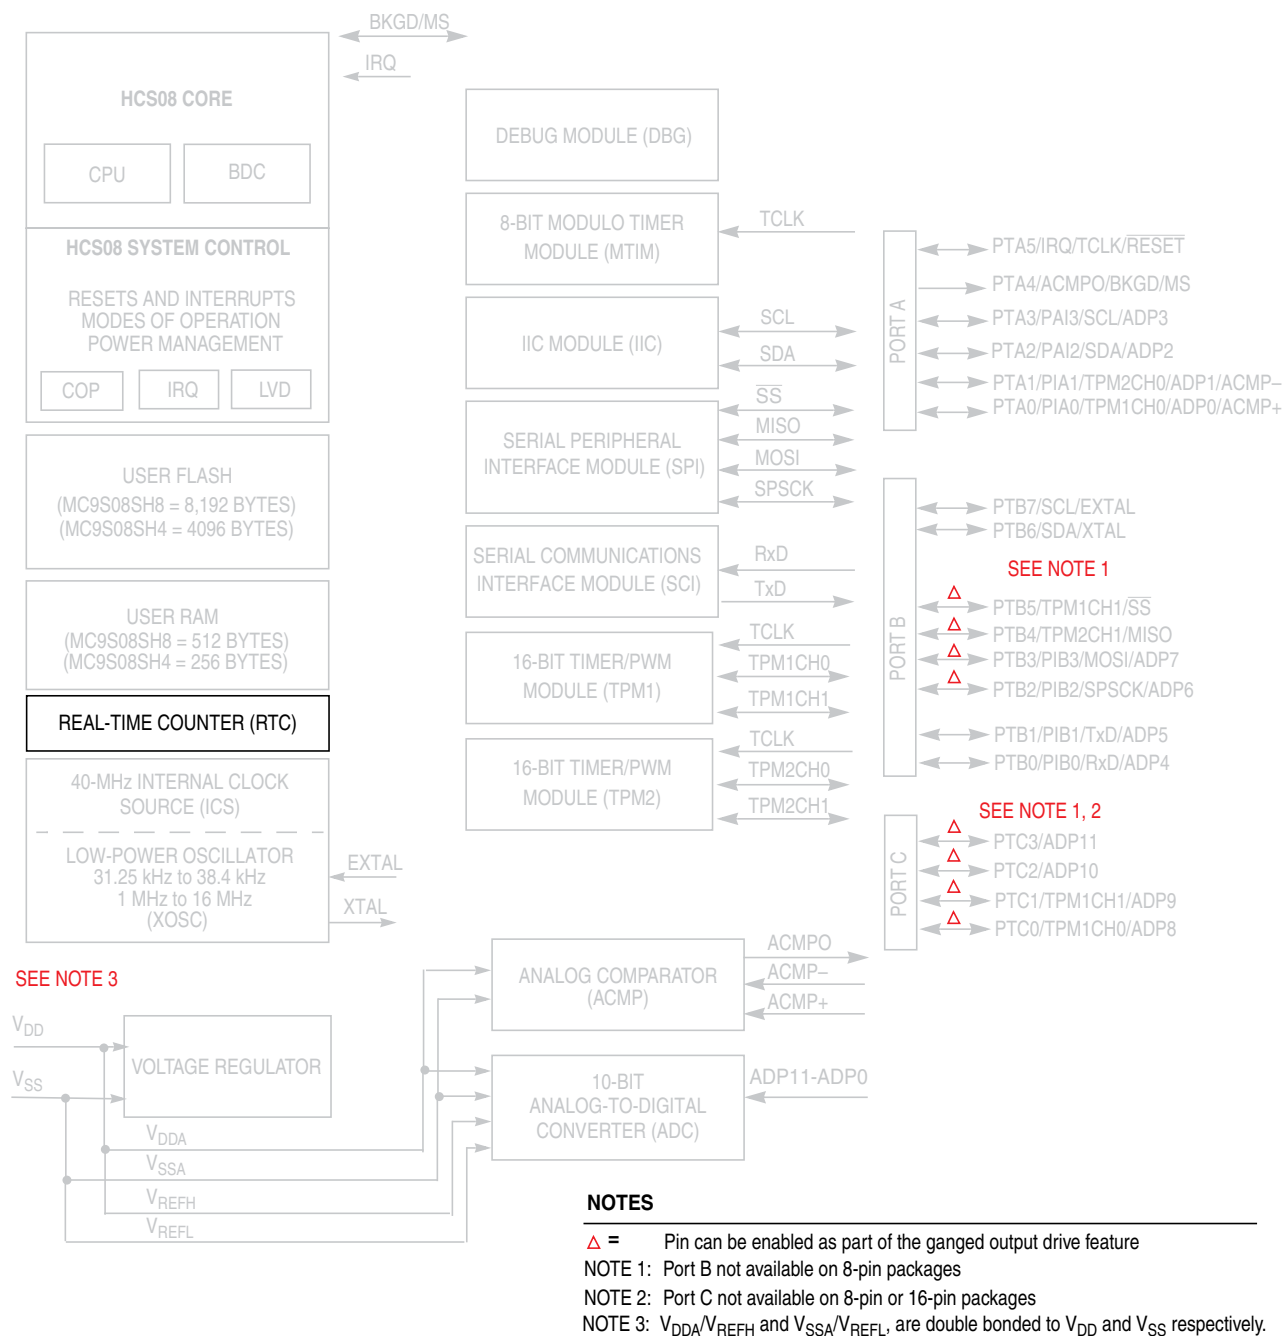 BKGD/MS
IRQ
HCS08 CORE
CPU
BDC
HCS08 SYSTEM CONTROL
RESETS AND INTERRUPTS
MODES OF OPERATION
POWER MANAGEMENT
COP
IRQ
LVD
USER FLASH
(MC9S08SH8 = 8,192 BYTES)
(MC9S08SH4 = 4096 BYTES)
USER RAM
(MC9S08SH8 = 512 BYTES)
(MC9S08SH4 = 256 BYTES)
REAL-TIME COUNTER (RTC)
40-MHz INTERNAL CLOCK
SOURCE (ICS)
LOW-POWER OSCILLATOR
31.25 kHz to 38.4 kHz
1 MHz to 16 MHz
(XOSC)
EXTAL
XTAL
SEE NOTE 3
VDD
VSS
VOLTAGE REGULATOR
VDDA
VSSA
VREFH
VREFL
DEBUG MODULE (DBG)
8-BIT MODULO TIMER
MODULE (MTIM)
TCLK
IIC MODULE (IIC)
SCL
SDA
SERIAL PERIPHERAL
INTERFACE MODULE (SPI)
SS
MISO
MOSI
SPSCK
SERIAL COMMUNICATIONS
INTERFACE MODULE (SCI)
RxD
TxD
16-BIT TIMER/PWM
MODULE (TPM1)
TCLK
TPM1CH0
TPM1CH1
16-BIT TIMER/PWM
MODULE (TPM2)
TCLK
TPM2CH0
TPM2CH1
ANALOG COMPARATOR
(ACMP)
ACMPO
ACMP–
ACMP+
10-BIT
ANALOG-TO-DIGITAL
CONVERTER (ADC)
ADP11-ADP0
PORT A
PTA5/IRQ/TCLK/RESET
PTA4/ACMPO/BKGD/MS
PTA3/PAI3/SCL/ADP3
PTA2/PAI2/SDA/ADP2
PTA1/PIA1/TPM2CH0/ADP1/ACMP–
PTA0/PIA0/TPM1CH0/ADP0/ACMP+
PORT B
PTB7/SCL/EXTAL
PTB6/SDA/XTAL
SEE NOTE 1
Δ PTB5/TPM1CH1/SS
Δ PTB4/TPM2CH1/MISO
Δ PTB3/PIB3/MOSI/ADP7
Δ PTB2/PIB2/SPSCK/ADP6
PTB1/PIB1/TxD/ADP5
PTB0/PIB0/RxD/ADP4
SEE NOTE 1, 2
PORT C
Δ PTC3/ADP11
Δ PTC2/ADP10
Δ PTC1/TPM1CH1/ADP9
Δ PTC0/TPM1CH0/ADP8
NOTES
Δ = Pin can be enabled as part of the ganged output drive feature
NOTE 1: Port B not available on 8-pin packages
NOTE 2: Port C not available on 8-pin or 16-pin packages
NOTE 3: VDDA/VREFH and VSSA/VREFL, are double bonded to VDD and VSS respectively.